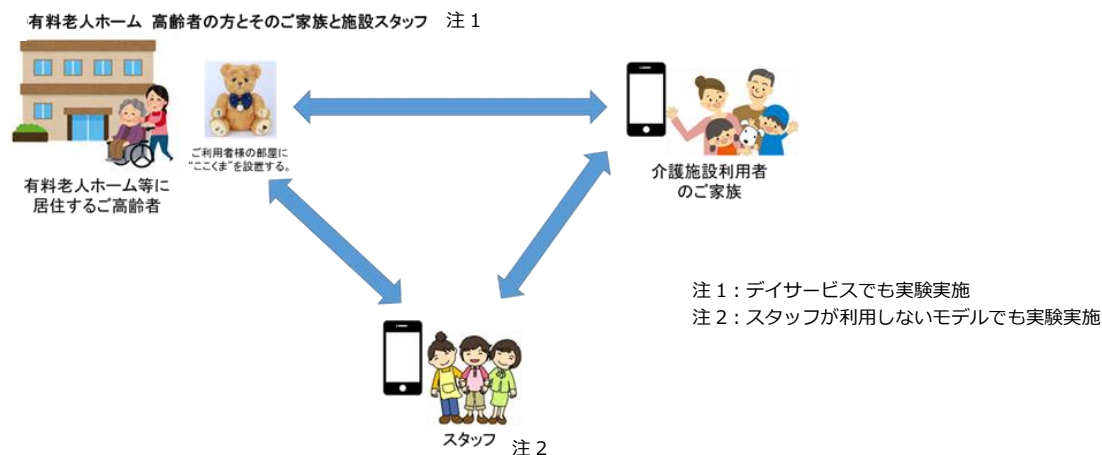 有料老人ホーム 高齢者の方とそのご家族と施設スタッフ 注1
ご利用者様の部屋に
“ここくま”を設置する。
有料老人ホーム等に
居住するご高齢者
介護施設利用者
のご家族
注1：デイサービスでも実験実施
注2：スタッフが利用しないモデルでも実験実施
スタッフ 注2